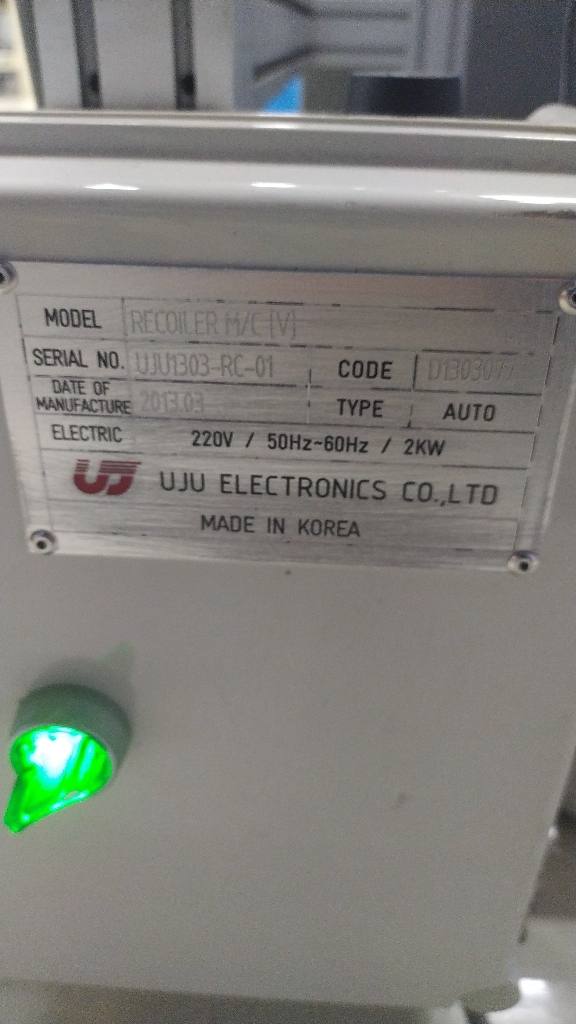 MODEL RECOILER M/C (V)
SERIAL NO. UJU1303-RC-01 CODE
DATE OF MANUFACTURE 2013.03 TYPE AUTO
ELECTRIC 220V / 50Hz~60Hz / 2KW
UJ UJU ELECTRONICS CO.,LTD
MADE IN KOREA